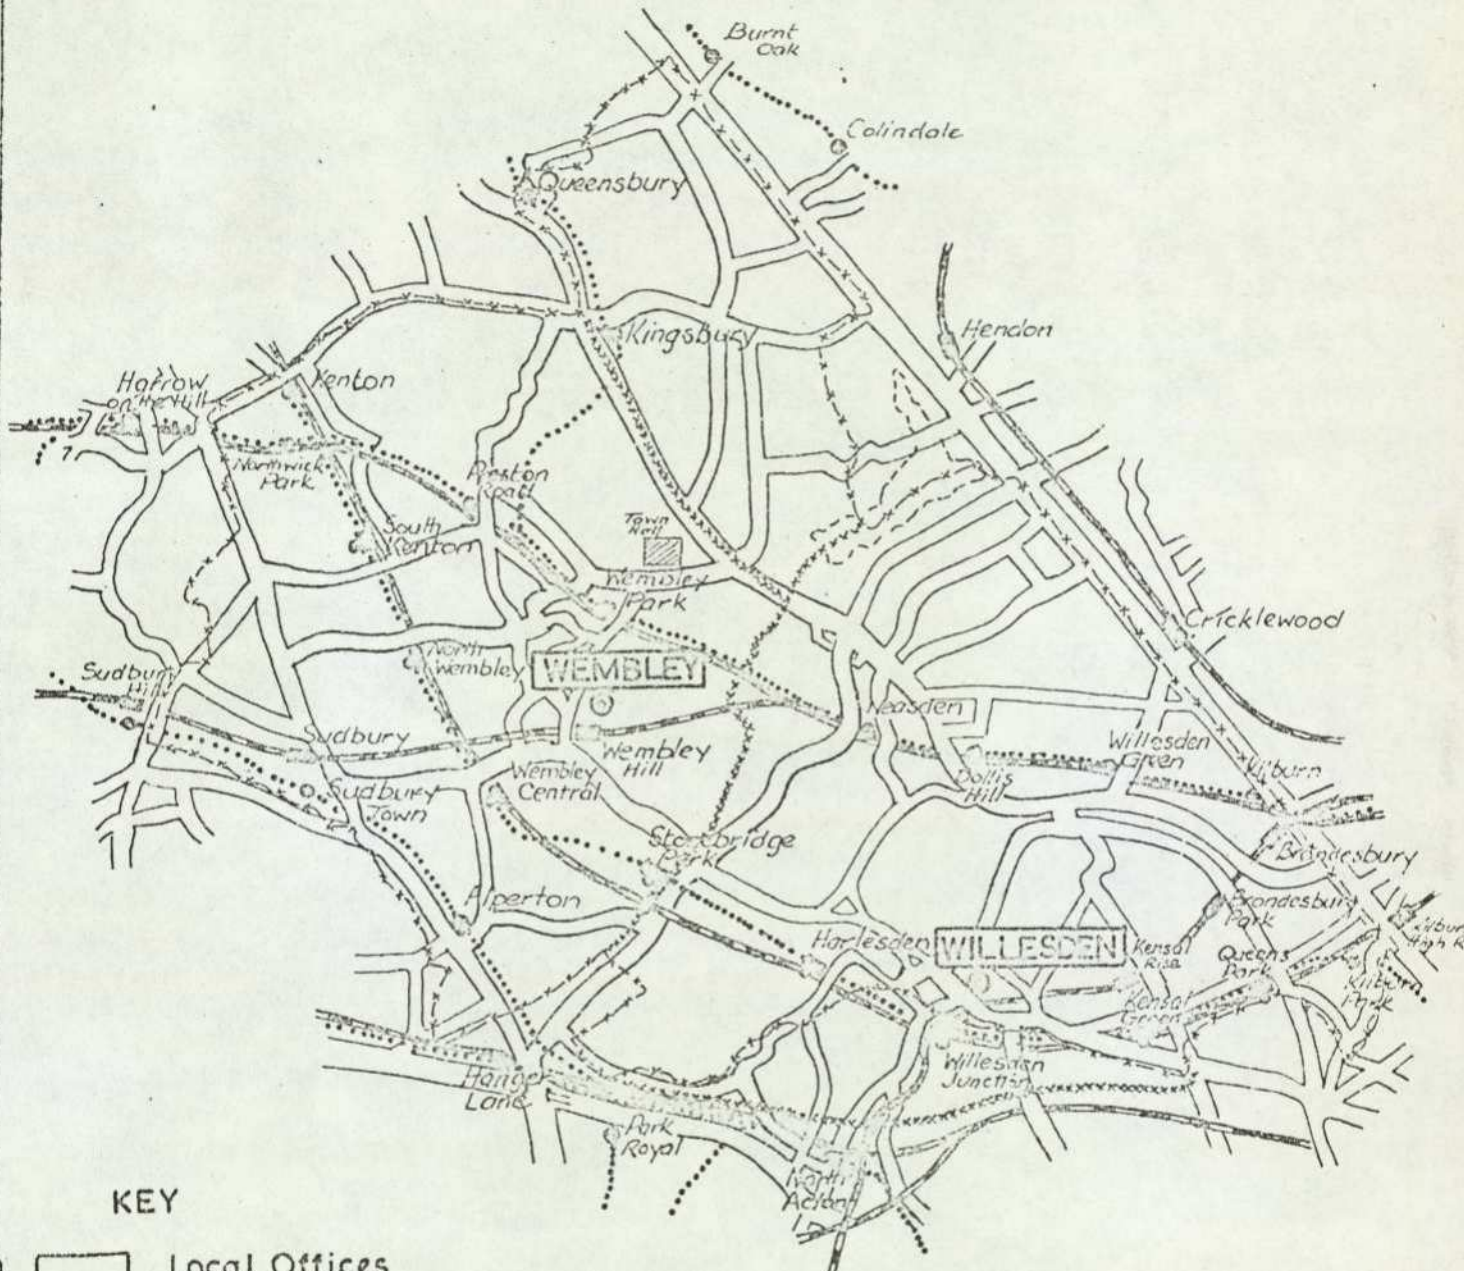 Burnt
Oak
Colindale
Queensbury
Hendon
Kingsbury
Harrow
on the Hill
Kenton
Northwick
Park
Preston
Road
South
Kenton
Town
Hall
Wembley
Park
Cricklewood
North
Wembley
WEMBLEY
Sudbury
Hill
Neasden
Sudbury
Wembley
Hill
Willesden
Green
Kilburn
Wembley
Central
Dollis
Hill
Sudbury
Town
Stonebridge
Park
Brondesbury
Alperton
Brondesbury
Park
Harlesden
WILLESDEN
Kensal
Rise
Queens
Park
Kilburn
High R
Kilburn
Park
Kensal
Green
Willesden
Junction
Hanger
Lane
Park
Royal
North
Acton
KEY
Local Offices